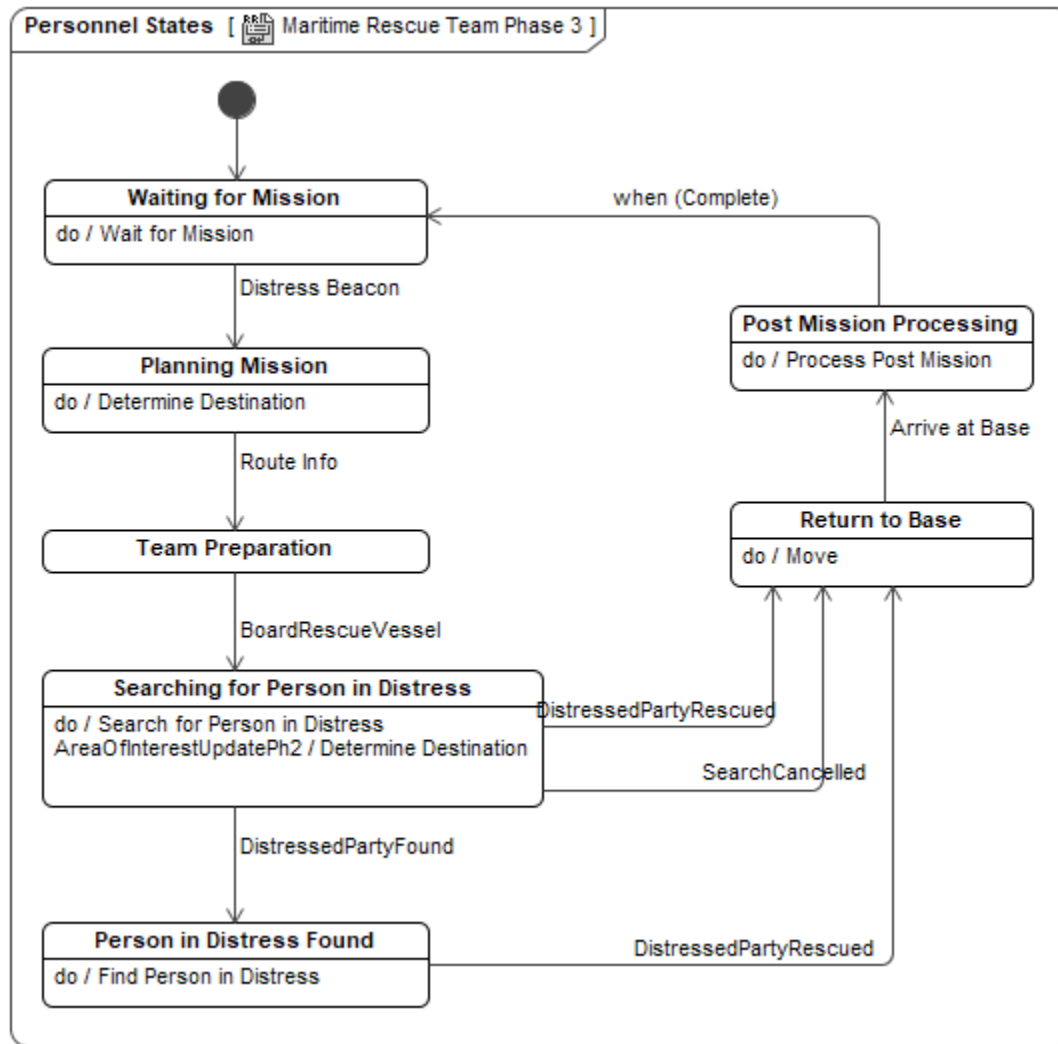 Personnel States [ Maritime Rescue Team Phase 3 ]
Waiting for Mission
do / Wait for Mission
when (Complete)
Distress Beacon
Planning Mission
do / Determine Destination
Post Mission Processing
do / Process Post Mission
Route Info
Arrive at Base
Team Preparation
Return to Base
do / Move
BoardRescueVessel
Searching for Person in Distress
do / Search for Person in Distress
AreaOfInterestUpdatePh2 / Determine Destination
DistressedPartyRescued
SearchCancelled
DistressedPartyFound
Person in Distress Found
do / Find Person in Distress
DistressedPartyRescued